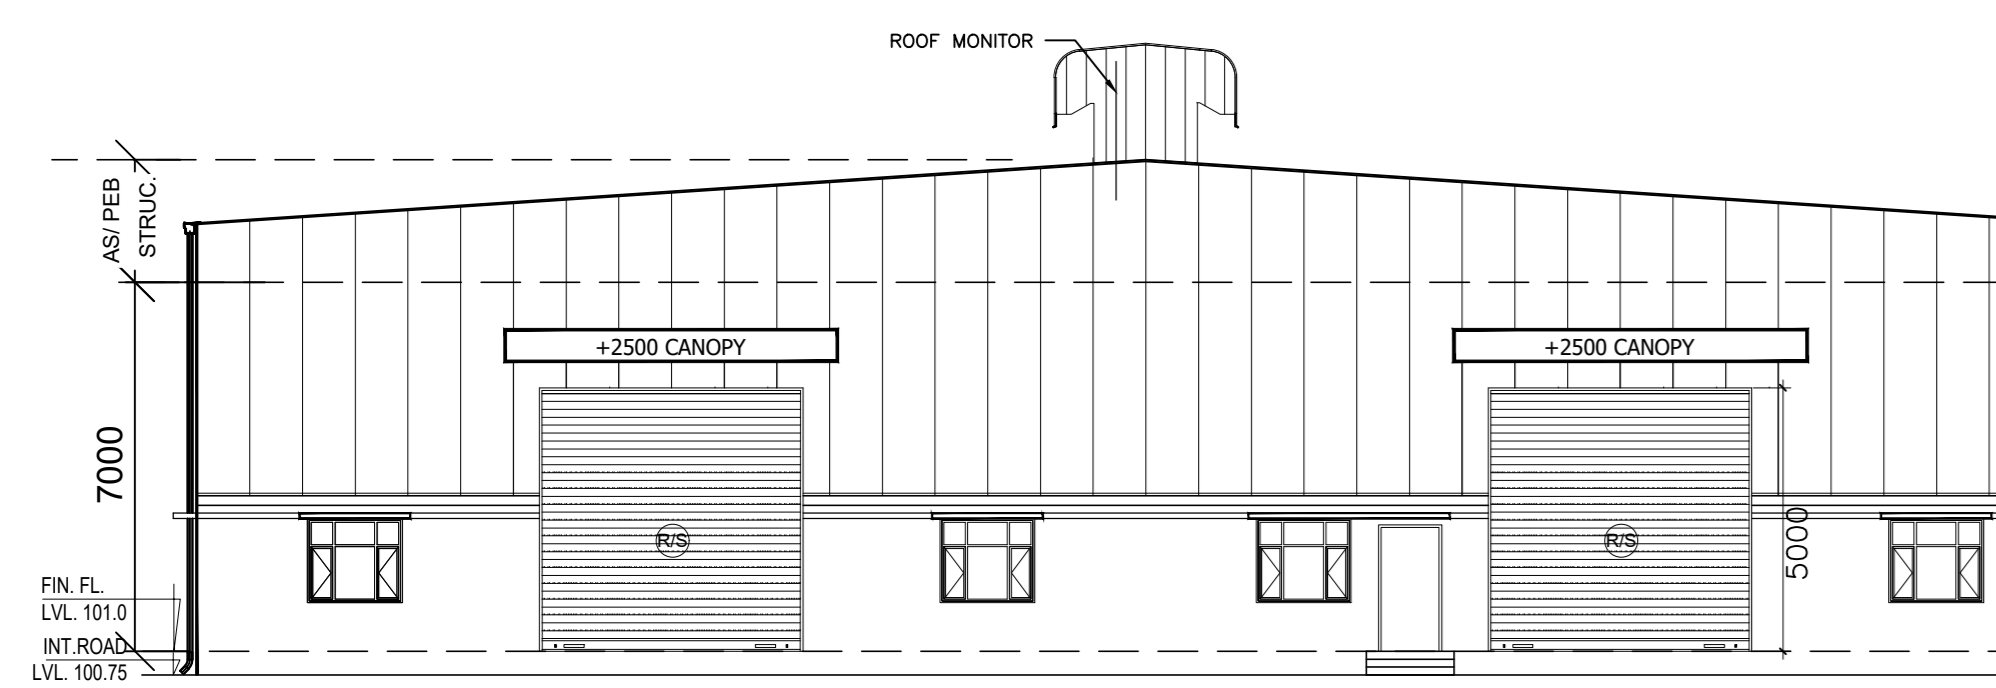 ROOF MONITOR
AS/ PEB
STRUC.
+2500 CANOPY
+2500 CANOPY
7000
R/S
R/S
5000
FIN. FL.
LVL. 101.0
INT.ROAD
LVL. 100.75